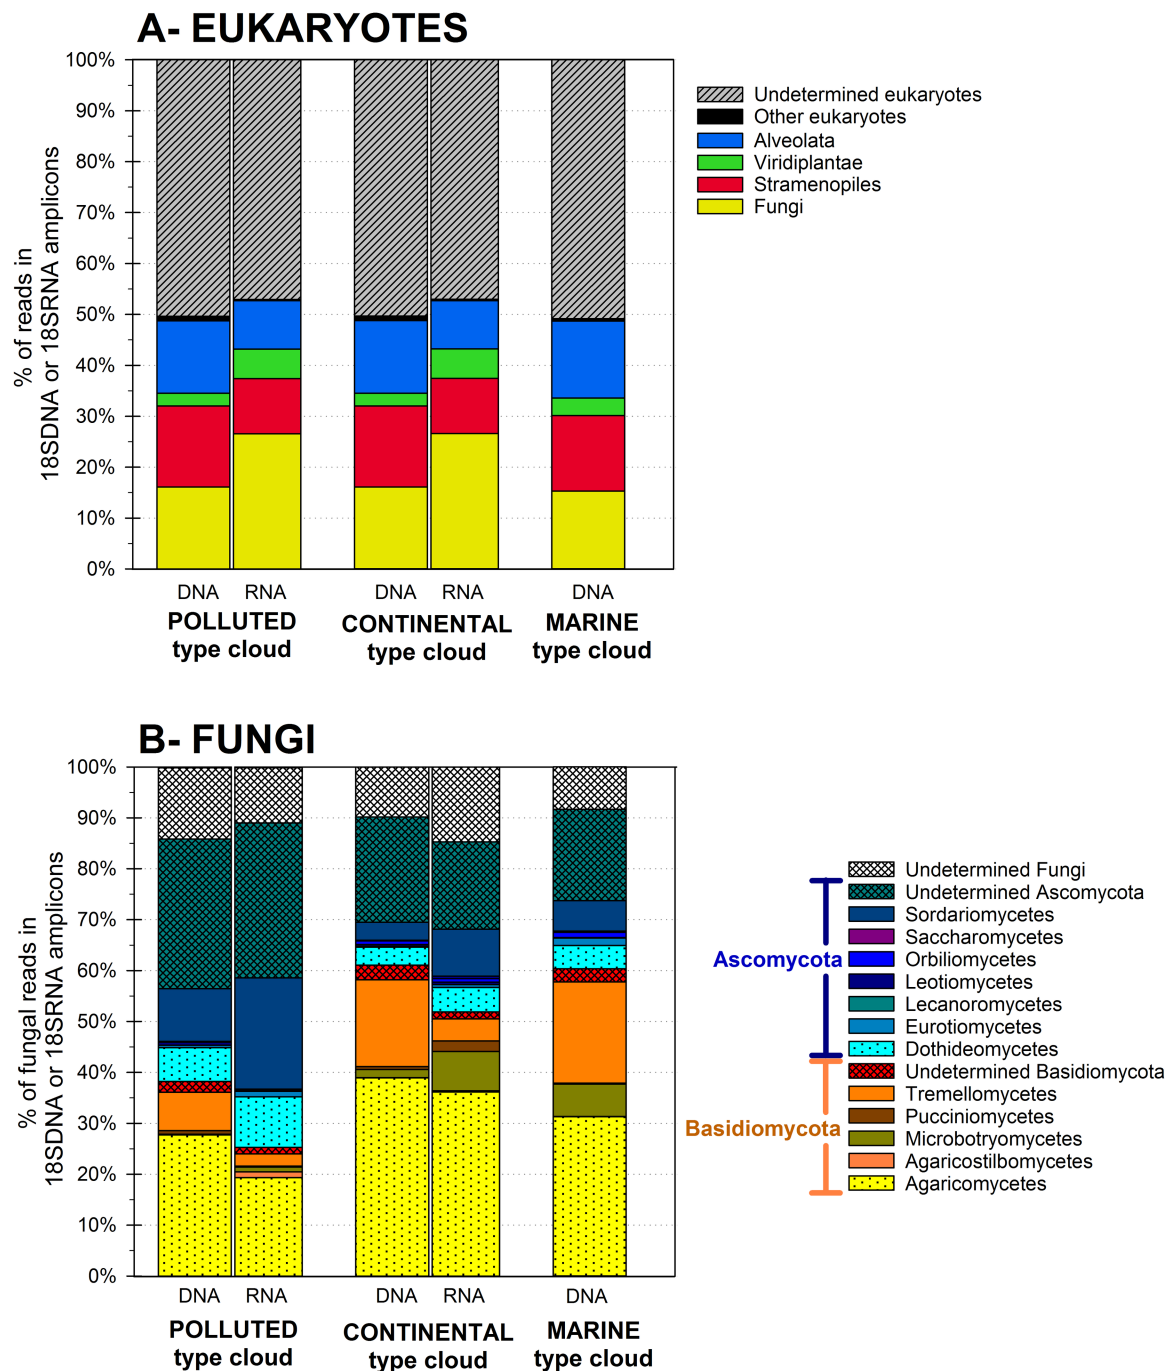 A- EUKARYOTES
100%
90%
80%
70%
60%
50%
40%
30%
20%
10%
0%
% of reads in
18SDNA or 18SRNA amplicons
Undetermined eukaryotes
Other eukaryotes
Alveolata
Viridiplantae
Stramenopiles
Fungi
DNA RNA DNA RNA DNA
POLLUTED
type cloud
CONTINENTAL
type cloud
MARINE
type cloud
B- FUNGI
100%
90%
80%
70%
60%
50%
40%
30%
20%
10%
0%
% of fungal reads in
18SDNA or 18SRNA amplicons
Undetermined Fungi
Undetermined Ascomycota
Sordariomycetes
Saccharomycetes
Orbiliomycetes
Leotiomycetes
Lecanoromycetes
Eurotiomycetes
Dothideomycetes
Undetermined Basidiomycota
Tremellomycetes
Pucciniomycetes
Microbotryomycetes
Agaricostilbomycetes
Agaricomycetes
Ascomycota
Basidiomycota
DNA RNA DNA RNA DNA
POLLUTED
type cloud
CONTINENTAL
type cloud
MARINE
type cloud